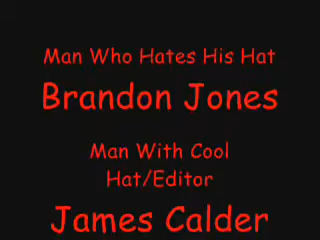 Man Who Hates His Hat
Brandon Jones
Man With Cool
Hat/Editor
James Calder